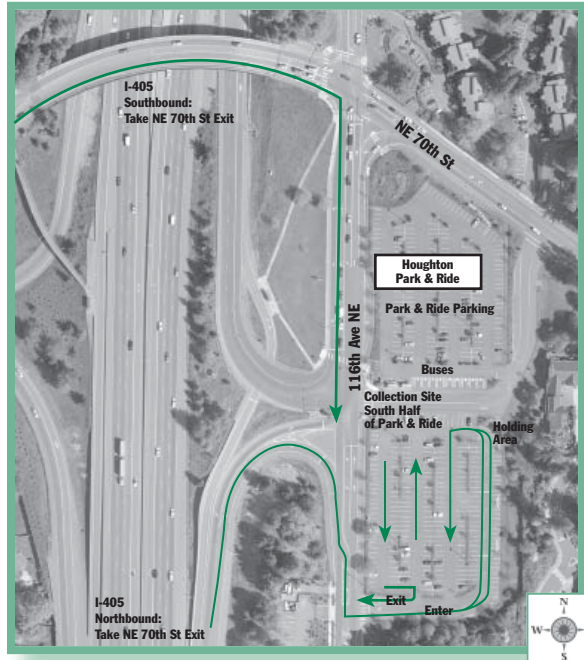 I-405
Southbound:
Take NE 70th St Exit
NE 70th St
Houghton
Park & Ride
Park & Ride Parking
116th Ave NE
Buses
Collection Site
South Half
of Park & Ride
Holding
Area
Exit
Enter
I-405
Northbound:
Take NE 70th St Exit
N
W
S